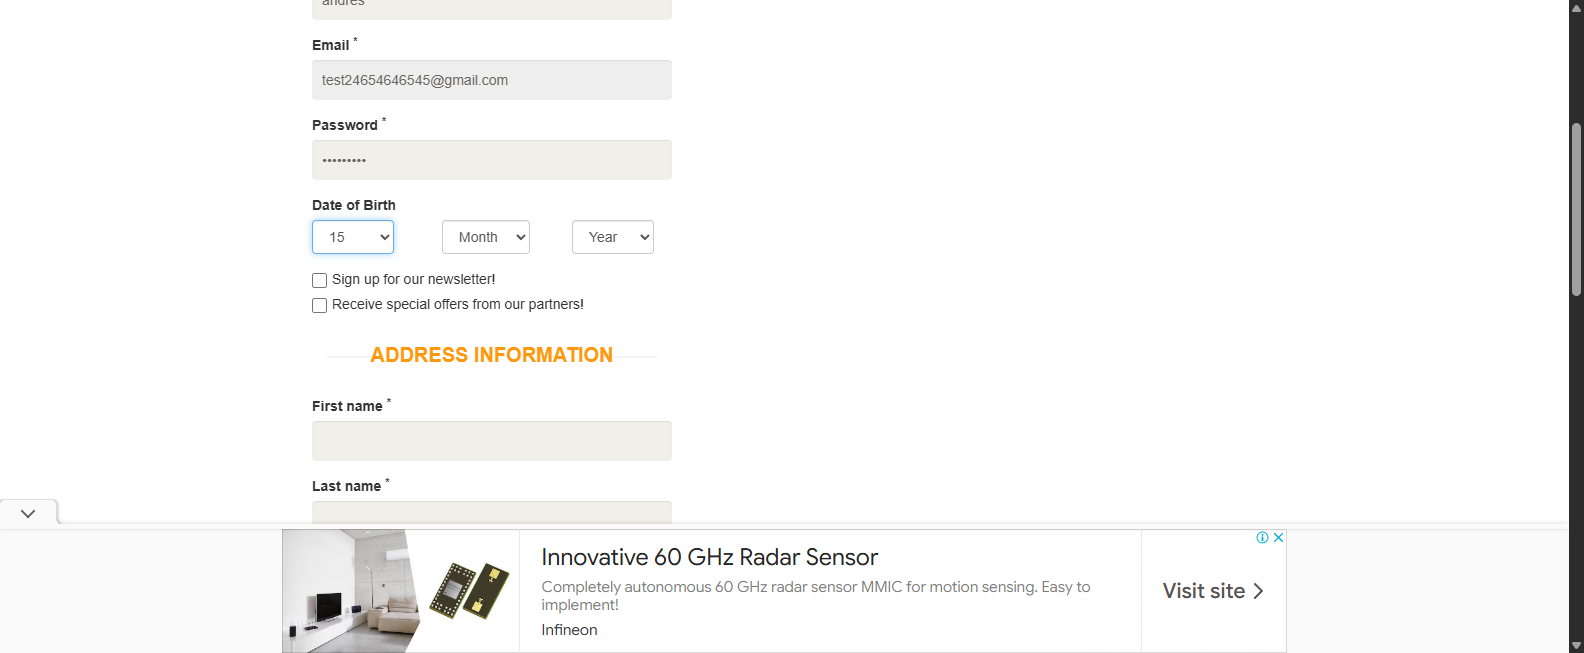 andres
Email *
test24654646545@gmail.com
Password *
•••••••••
Date of Birth
15 Month Year
Sign up for our newsletter!
Receive special offers from our partners!
ADDRESS INFORMATION
First name *
Last name *
Innovative 60 GHz Radar Sensor
Completely autonomous 60 GHz radar sensor MMIC for motion sensing. Easy to
implement!
Infineon
Visit site >